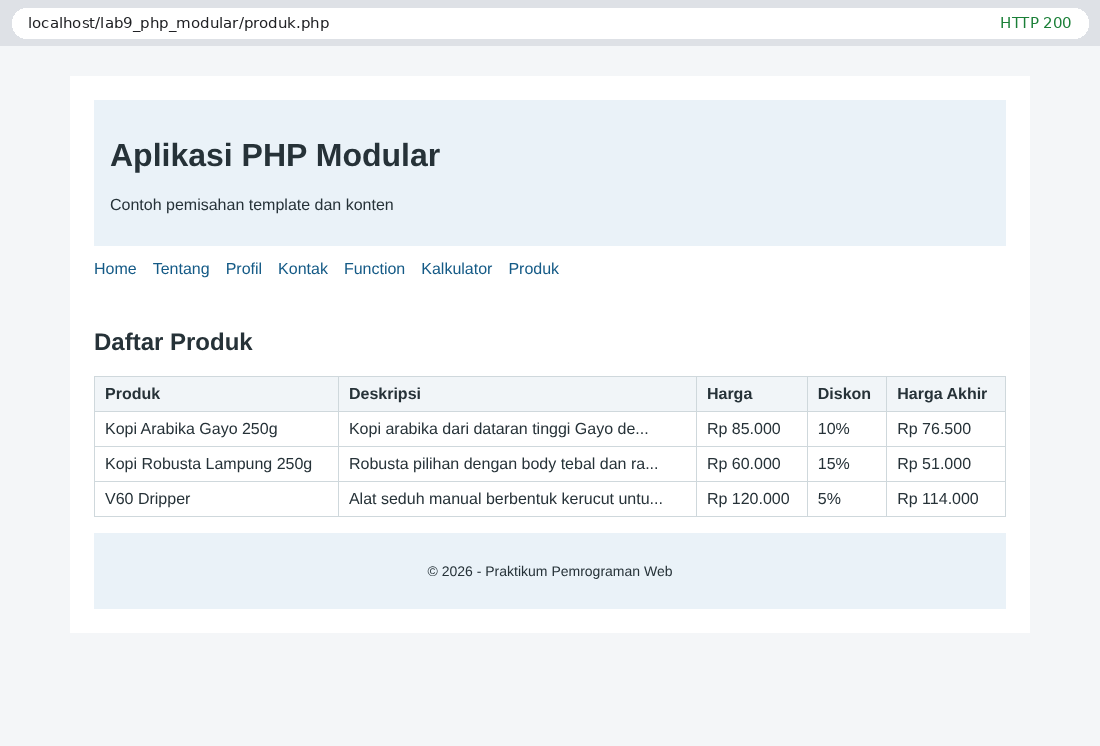 localhost/lab9_php_modular/produk.php HTTP 200
Aplikasi PHP Modular
Contoh pemisahan template dan konten
Home Tentang Profil Kontak Function Kalkulator Produk
Daftar Produk
Produk Deskripsi Harga Diskon Harga Akhir
Kopi Arabika Gayo 250g Kopi arabika dari dataran tinggi Gayo de... Rp 85.000 10% Rp 76.500
Kopi Robusta Lampung 250g Robusta pilihan dengan body tebal dan ra... Rp 60.000 15% Rp 51.000
V60 Dripper Alat seduh manual berbentuk kerucut untu... Rp 120.000 5% Rp 114.000
© 2026 - Praktikum Pemrograman Web